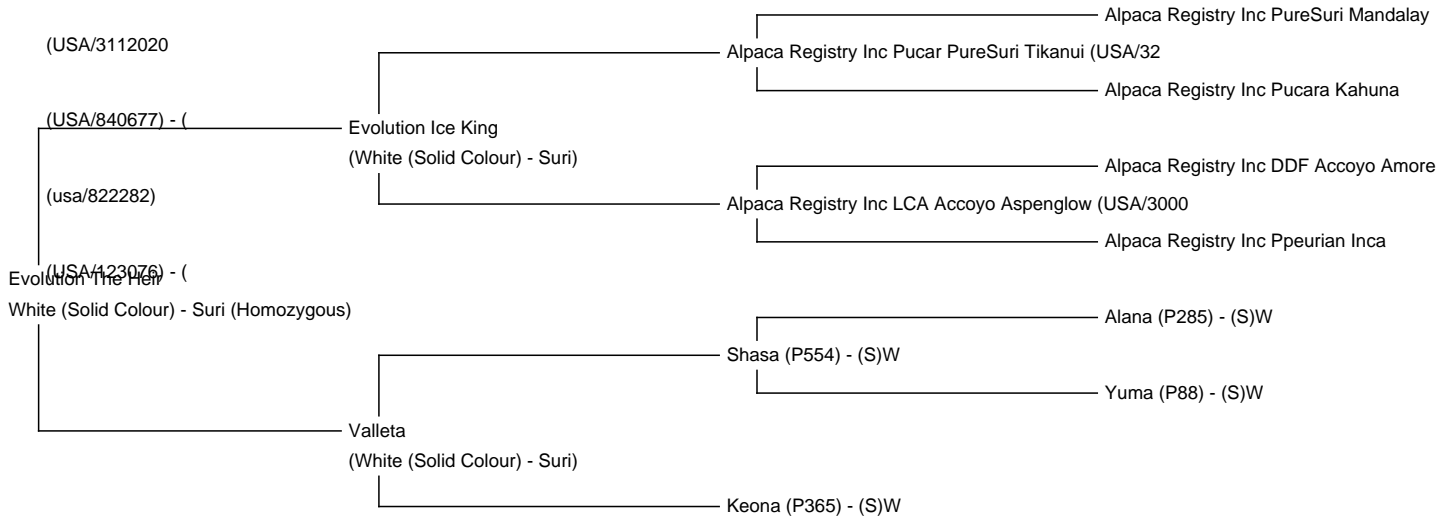 Alpaca Registry Inc PureSuri Mandalay
(USA/3112020
Alpaca Registry Inc Pucar PureSuri Tikanui (USA/32
Alpaca Registry Inc Pucara Kahuna
(USA/840677) - (
Evolution Ice King
(White (Solid Colour) - Suri)
Alpaca Registry Inc DDF Accoyo Amore
(usa/822282)
Alpaca Registry Inc LCA Accoyo Aspenglow (USA/3000
Alpaca Registry Inc Ppeurian Inca
(USA/123076) - (
Evolution The Heir
White (Solid Colour) - Suri (Homozygous)
Alana (P285) - (S)W
Shasa (P554) - (S)W
Yuma (P88) - (S)W
Valleta
(White (Solid Colour) - Suri)
Keona (P365) - (S)W